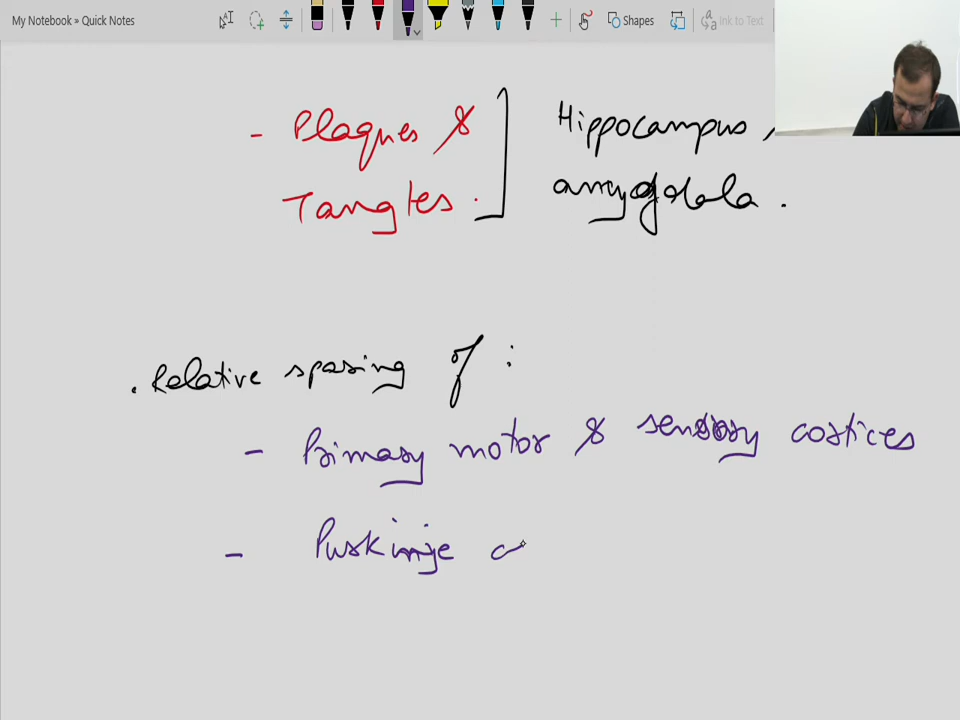 My Notebook » Quick Notes
Shapes
Ink to Text
- Plaques & Hippocampus,
Tangles. amygdala.
. Relative sparing of :
- Primary motor & sensory cortices
- Purkinje c